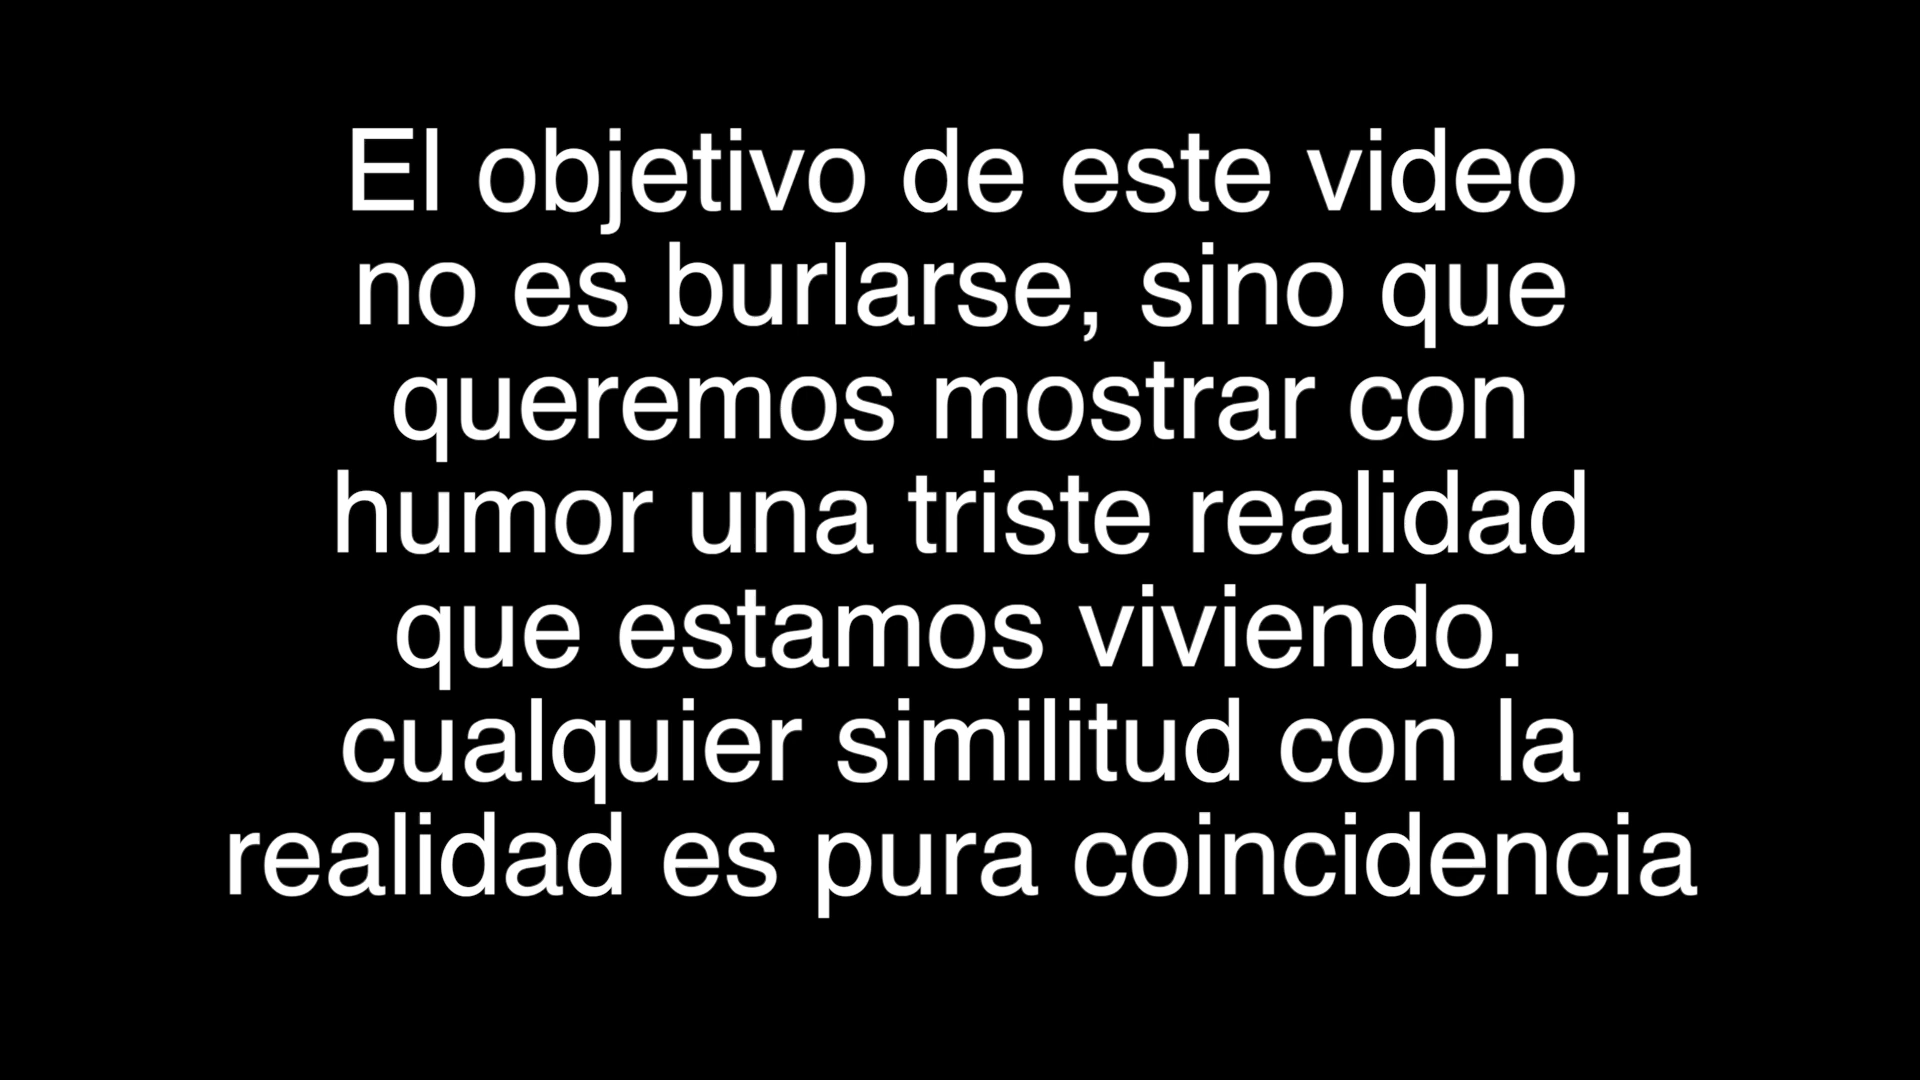 El objetivo de este video
no es burlarse, sino que
queremos mostrar con
humor una triste realidad
que estamos viviendo.
cualquier similitud con la
realidad es pura coincidencia